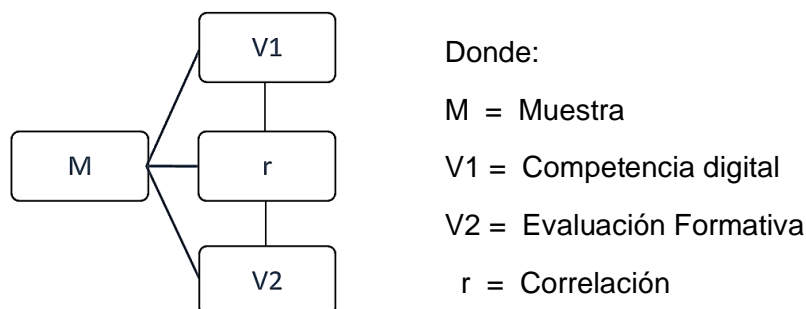 V1
M
r
V2
Donde:
M = Muestra
V1 = Competencia digital
V2 = Evaluación Formativa
r = Correlación